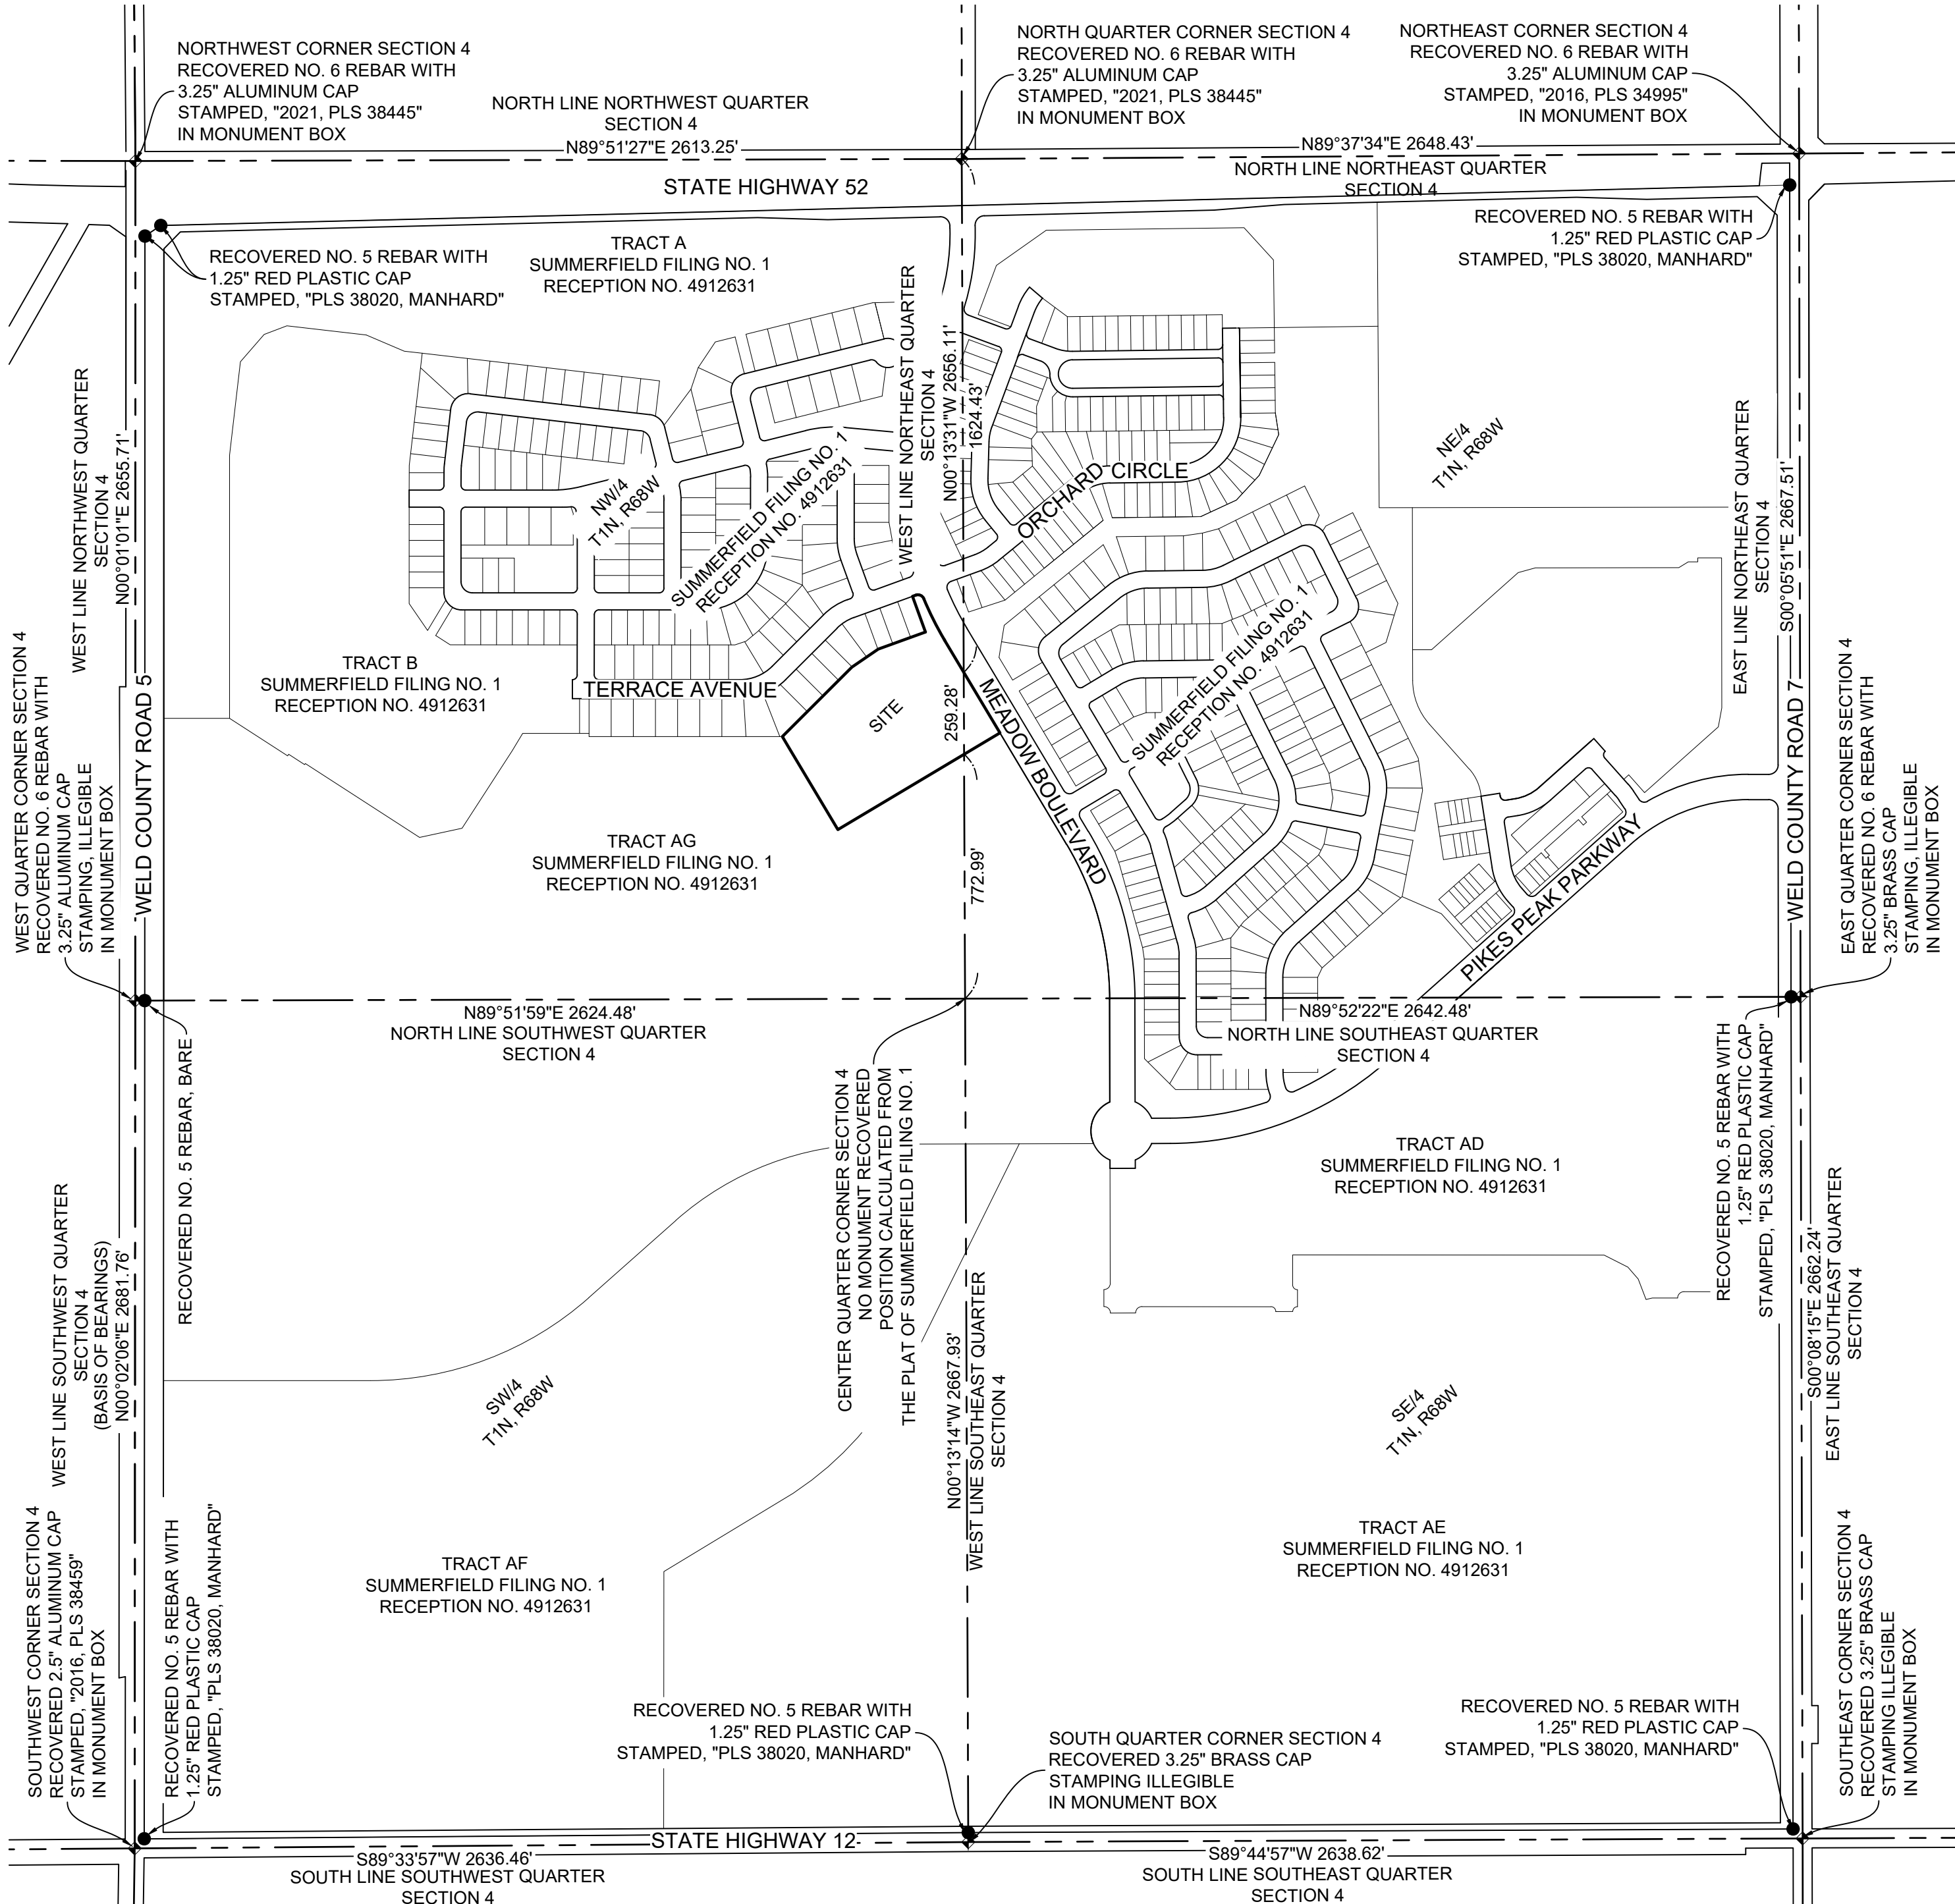 NORTHWEST CORNER SECTION 4
RECOVERED NO. 6 REBAR WITH
3.25" ALUMINUM CAP
STAMPED, "2021, PLS 38445"
IN MONUMENT BOX
NORTH LINE NORTHWEST QUARTER
SECTION 4
N89°51'27"E 2613.25'
NORTH QUARTER CORNER SECTION 4
RECOVERED NO. 6 REBAR WITH
3.25" ALUMINUM CAP
STAMPED, "2021, PLS 38445"
IN MONUMENT BOX
NORTHEAST CORNER SECTION 4
RECOVERED NO. 6 REBAR WITH
3.25" ALUMINUM CAP
STAMPED, "2016, PLS 34995"
IN MONUMENT BOX
N89°37'34"E 2648.43'
NORTH LINE NORTHEAST QUARTER
SECTION 4
STATE HIGHWAY 52
RECOVERED NO. 5 REBAR WITH
1.25" RED PLASTIC CAP
STAMPED, "PLS 38020, MANHARD"
TRACT A
SUMMERFIELD FILING NO. 1
RECEPTION NO. 4912631
RECOVERED NO. 5 REBAR WITH
1.25" RED PLASTIC CAP
STAMPED, "PLS 38020, MANHARD"
WEST LINE NORTHWEST QUARTER
SECTION 4
N00°01'01"E 2655.71'
WEST LINE NORTHEAST QUARTER
SECTION 4
N00°13'31"W 2656.11'
1624.43'
NW/4
T1N, R68W
SUMMERFIELD FILING NO. 1
RECEPTION NO. 4912631
ORCHARD CIRCLE
NE/4
T1N, R68W
EAST LINE NORTHEAST QUARTER
SECTION 4
S00°05'51"E 2667.51'
TRACT B
SUMMERFIELD FILING NO. 1
RECEPTION NO. 4912631
TERRACE AVENUE
SITE
259.28'
MEADOW BOULEVARD
SUMMERFIELD FILING NO. 1
RECEPTION NO. 4912631
WEST QUARTER CORNER SECTION 4
RECOVERED NO. 6 REBAR WITH
3.25" ALUMINUM CAP
STAMPING, ILLEGIBLE
IN MONUMENT BOX
WELD COUNTY ROAD 5
TRACT AG
SUMMERFIELD FILING NO. 1
RECEPTION NO. 4912631
772.99'
PIKES PEAK PARKWAY
WELD COUNTY ROAD 7
EAST QUARTER CORNER SECTION 4
RECOVERED NO. 6 REBAR WITH
3.25" BRASS CAP
STAMPING, ILLEGIBLE
IN MONUMENT BOX
N89°51'59"E 2624.48'
NORTH LINE SOUTHWEST QUARTER
SECTION 4
N89°52'22"E 2642.48'
NORTH LINE SOUTHEAST QUARTER
SECTION 4
RECOVERED NO. 5 REBAR, BARE
CENTER QUARTER CORNER SECTION 4
NO MONUMENT RECOVERED
POSITION CALCULATED FROM
THE PLAT OF SUMMERFIELD FILING NO. 1
RECOVERED NO. 5 REBAR WITH
1.25" RED PLASTIC CAP
STAMPED, "PLS 38020, MANHARD"
TRACT AD
SUMMERFIELD FILING NO. 1
RECEPTION NO. 4912631
WEST LINE SOUTHWEST QUARTER
SECTION 4
(BASIS OF BEARINGS)
N00°02'06"E 2681.76'
N00°13'14"W 2667.93'
WEST LINE SOUTHEAST QUARTER
SECTION 4
S00°08'15"E 2662.24'
EAST LINE SOUTHEAST QUARTER
SECTION 4
SW/4
T1N, R68W
SE/4
T1N, R68W
SOUTHWEST CORNER SECTION 4
RECOVERED 2.5" ALUMINUM CAP
STAMPED, "2016, PLS 38459"
IN MONUMENT BOX
RECOVERED NO. 5 REBAR WITH
1.25" RED PLASTIC CAP
STAMPED, "PLS 38020, MANHARD"
TRACT AF
SUMMERFIELD FILING NO. 1
RECEPTION NO. 4912631
TRACT AE
SUMMERFIELD FILING NO. 1
RECEPTION NO. 4912631
SOUTHEAST CORNER SECTION 4
RECOVERED 3.25" BRASS CAP
STAMPING ILLEGIBLE
IN MONUMENT BOX
RECOVERED NO. 5 REBAR WITH
1.25" RED PLASTIC CAP
STAMPED, "PLS 38020, MANHARD"
SOUTH QUARTER CORNER SECTION 4
RECOVERED 3.25" BRASS CAP
STAMPING ILLEGIBLE
IN MONUMENT BOX
RECOVERED NO. 5 REBAR WITH
1.25" RED PLASTIC CAP
STAMPED, "PLS 38020, MANHARD"
STATE HIGHWAY 12
S89°33'57"W 2636.46'
SOUTH LINE SOUTHWEST QUARTER
SECTION 4
S89°44'57"W 2638.62'
SOUTH LINE SOUTHEAST QUARTER
SECTION 4